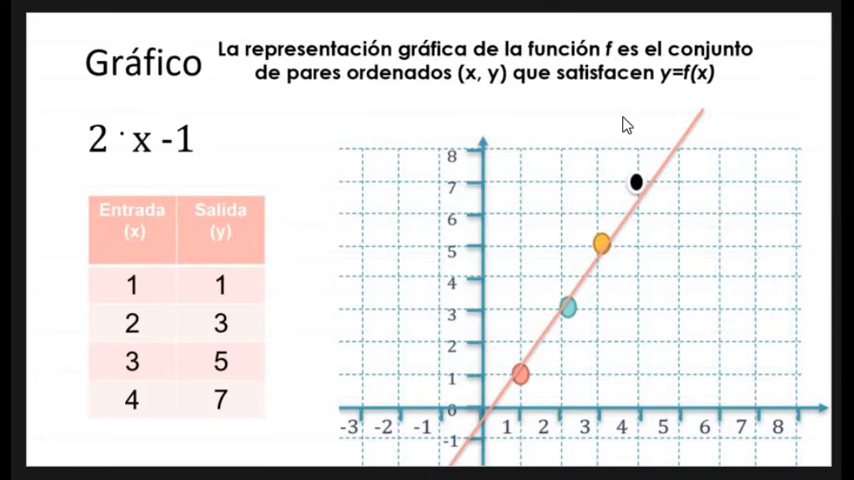 Gráfico
La representación gráfica de la función f es el conjunto
de pares ordenados (x, y) que satisfacen y=f(x)
2 · x -1
Entrada (x) Salida (y)
1 1
2 3
3 5
4 7
8
7
6
5
4
3
2
1
0
-3 -2 -1 1 2 3 4 5 6 7 8
-1